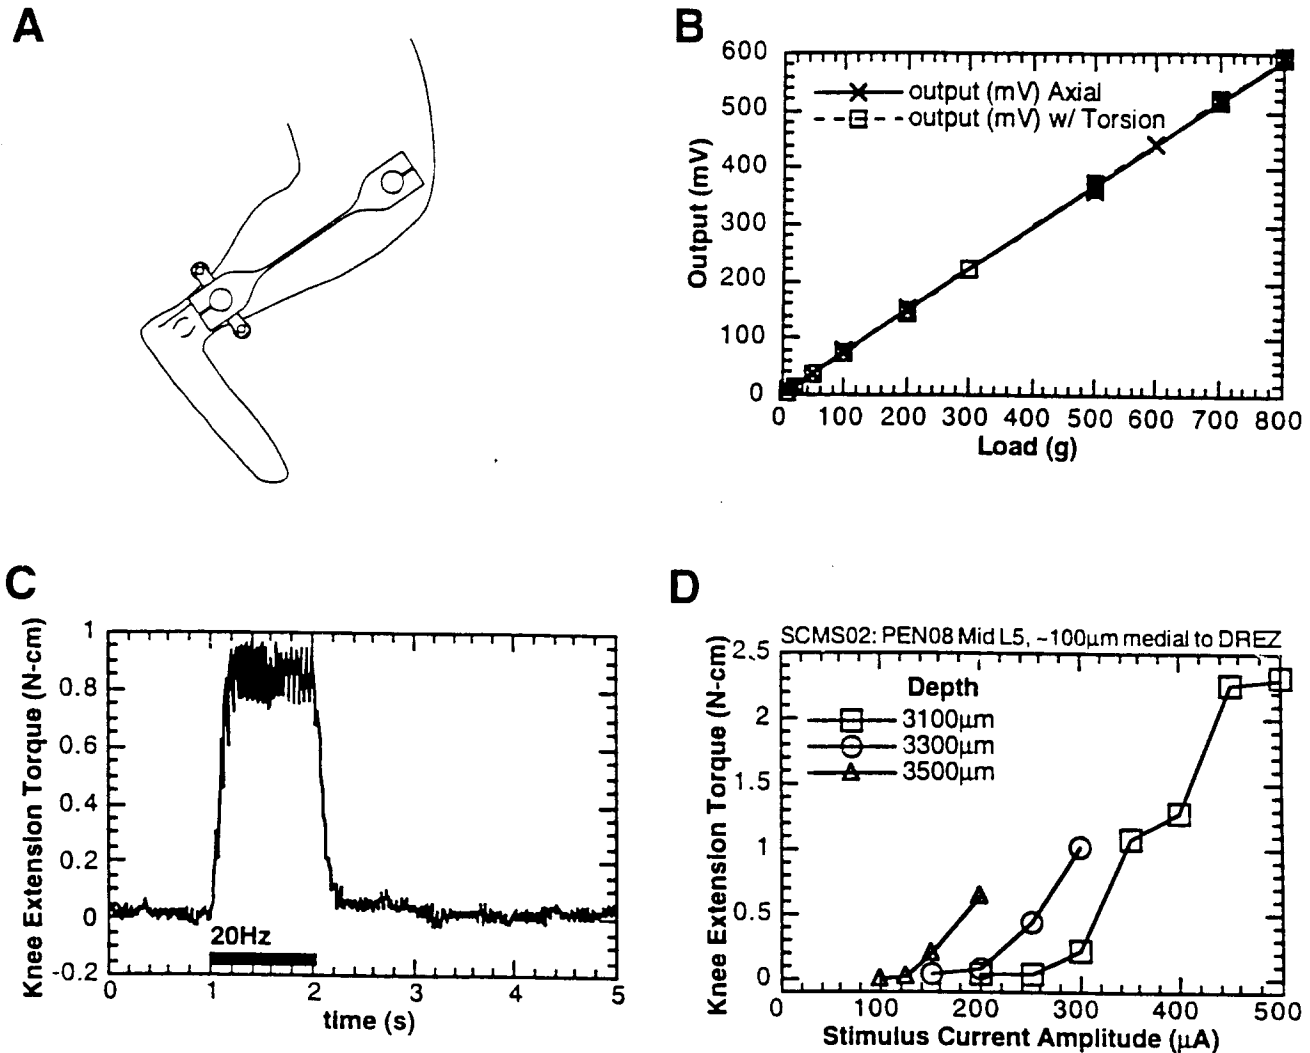 A
B
600
500
400
300
200
100
0
Output (mV)
output (mV) Axial
output (mV) w/ Torsion
0 100 200 300 400 500 600 700 800
Load (g)
C
1
0.8
0.6
0.4
0.2
0
-0.2
Knee Extension Torque (N-cm)
20Hz
0 1 2 3 4 5
time (s)
D
SCMS02: PEN08 Mid L5, ~100µm medial to DREZ
2.5
2
1.5
1
0.5
0
Knee Extension Torque (N-cm)
Depth
3100µm
3300µm
3500µm
0 100 200 300 400 500
Stimulus Current Amplitude (µA)